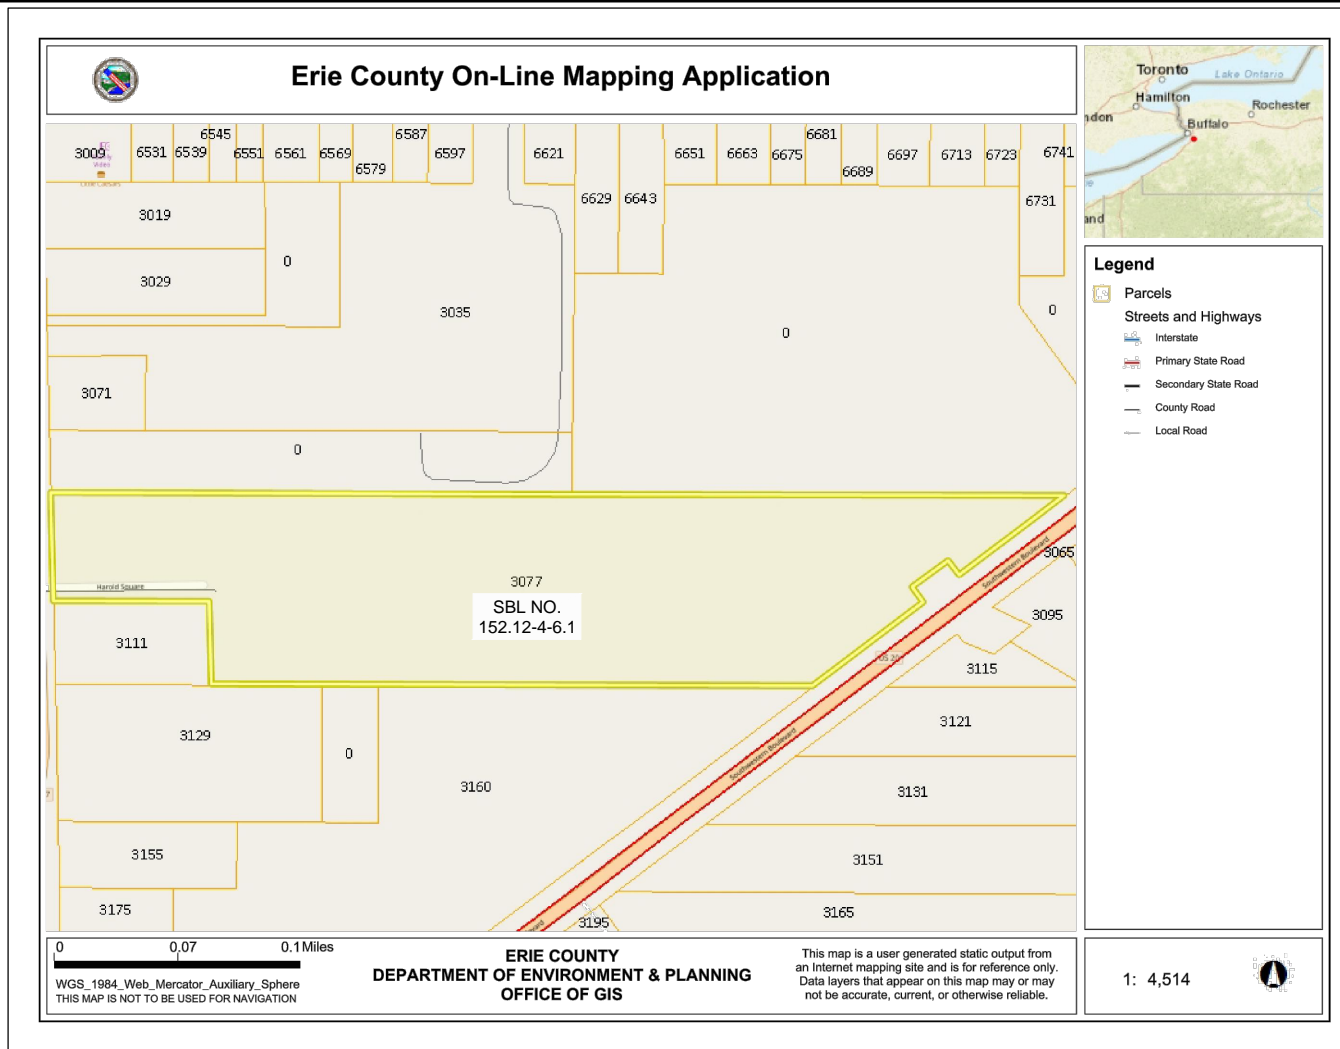 Erie County On-Line Mapping Application
Toronto
Lake Ontario
Hamilton
Rochester
ndon
Buffalo
and
3009
6531
6539
6545
6551
6561
6569
6579
6587
6597
6621
6629
6643
6651
6663
6675
6681
6689
6697
6713
6723
6731
6741
Little Caesars
3019
0
3029
3035
0
0
3071
0
Harold Square
3077
SBL NO.
152.12-4-6.1
Southwestern Boulevard
3065
3095
3111
US 20
3115
3129
0
3121
Southwestern Boulevard
3160
3131
3155
3151
3175
3195
3165
Legend
Parcels
Streets and Highways
Interstate
Primary State Road
Secondary State Road
County Road
Local Road
0 0.07 0.1 Miles
WGS_1984_Web_Mercator_Auxiliary_Sphere
THIS MAP IS NOT TO BE USED FOR NAVIGATION
ERIE COUNTY
DEPARTMENT OF ENVIRONMENT & PLANNING
OFFICE OF GIS
This map is a user generated static output from
an Internet mapping site and is for reference only.
Data layers that appear on this map may or may
not be accurate, current, or otherwise reliable.
1: 4,514